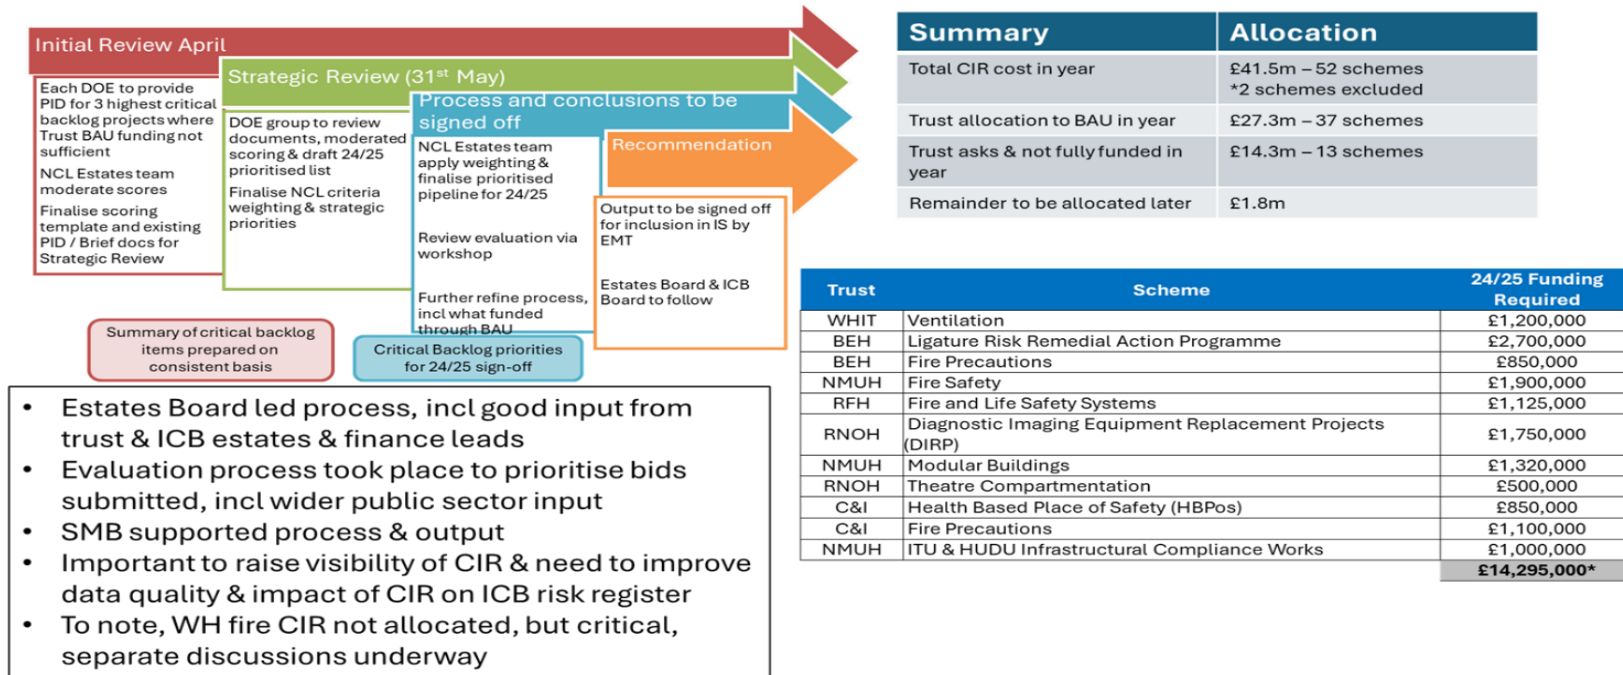 Initial Review April
Each DOE to provide
PID for 3 highest critical
backlog projects where
Trust BAU funding not
sufficient
NCL Estates team
moderate scores
Finalise scoring
template and existing
PID / Brief docs for
Strategic Review
Strategic Review (31st May)
DOE group to review
documents, moderated
scoring & draft 24/25
prioritised list
Finalise NCL criteria
weighting & strategic
priorities
Process and conclusions to be
signed off
NCL Estates team
apply weighting &
finalise prioritised
pipeline for 24/25
Review evaluation via
workshop
Further refine process,
incl what funded
through BAU
Recommendation
Output to be signed off
for inclusion in IS by
EMT
Estates Board & ICB
Board to follow
Summary of critical backlog
items prepared on
consistent basis
Critical Backlog priorities
for 24/25 sign-off
• Estates Board led process, incl good input from
trust & ICB estates & finance leads
• Evaluation process took place to prioritise bids
submitted, incl wider public sector input
• SMB supported process & output
• Important to raise visibility of CIR & need to improve
data quality & impact of CIR on ICB risk register
• To note, WH fire CIR not allocated, but critical,
separate discussions underway
Summary Allocation
Total CIR cost in year £41.5m – 52 schemes
*2 schemes excluded
Trust allocation to BAU in year £27.3m – 37 schemes
Trust asks & not fully funded in £14.3m – 13 schemes
year
Remainder to be allocated later £1.8m
Trust Scheme 24/25 Funding
Required
WHIT Ventilation £1,200,000
BEH Ligature Risk Remedial Action Programme £2,700,000
BEH Fire Precautions £850,000
NMUH Fire Safety £1,900,000
RFH Fire and Life Safety Systems £1,125,000
RNOH Diagnostic Imaging Equipment Replacement Projects
(DIRP) £1,750,000
NMUH Modular Buildings £1,320,000
RNOH Theatre Compartmentation £500,000
C&I Health Based Place of Safety (HBPos) £850,000
C&I Fire Precautions £1,100,000
NMUH ITU & HUDU Infrastructural Compliance Works £1,000,000
£14,295,000*